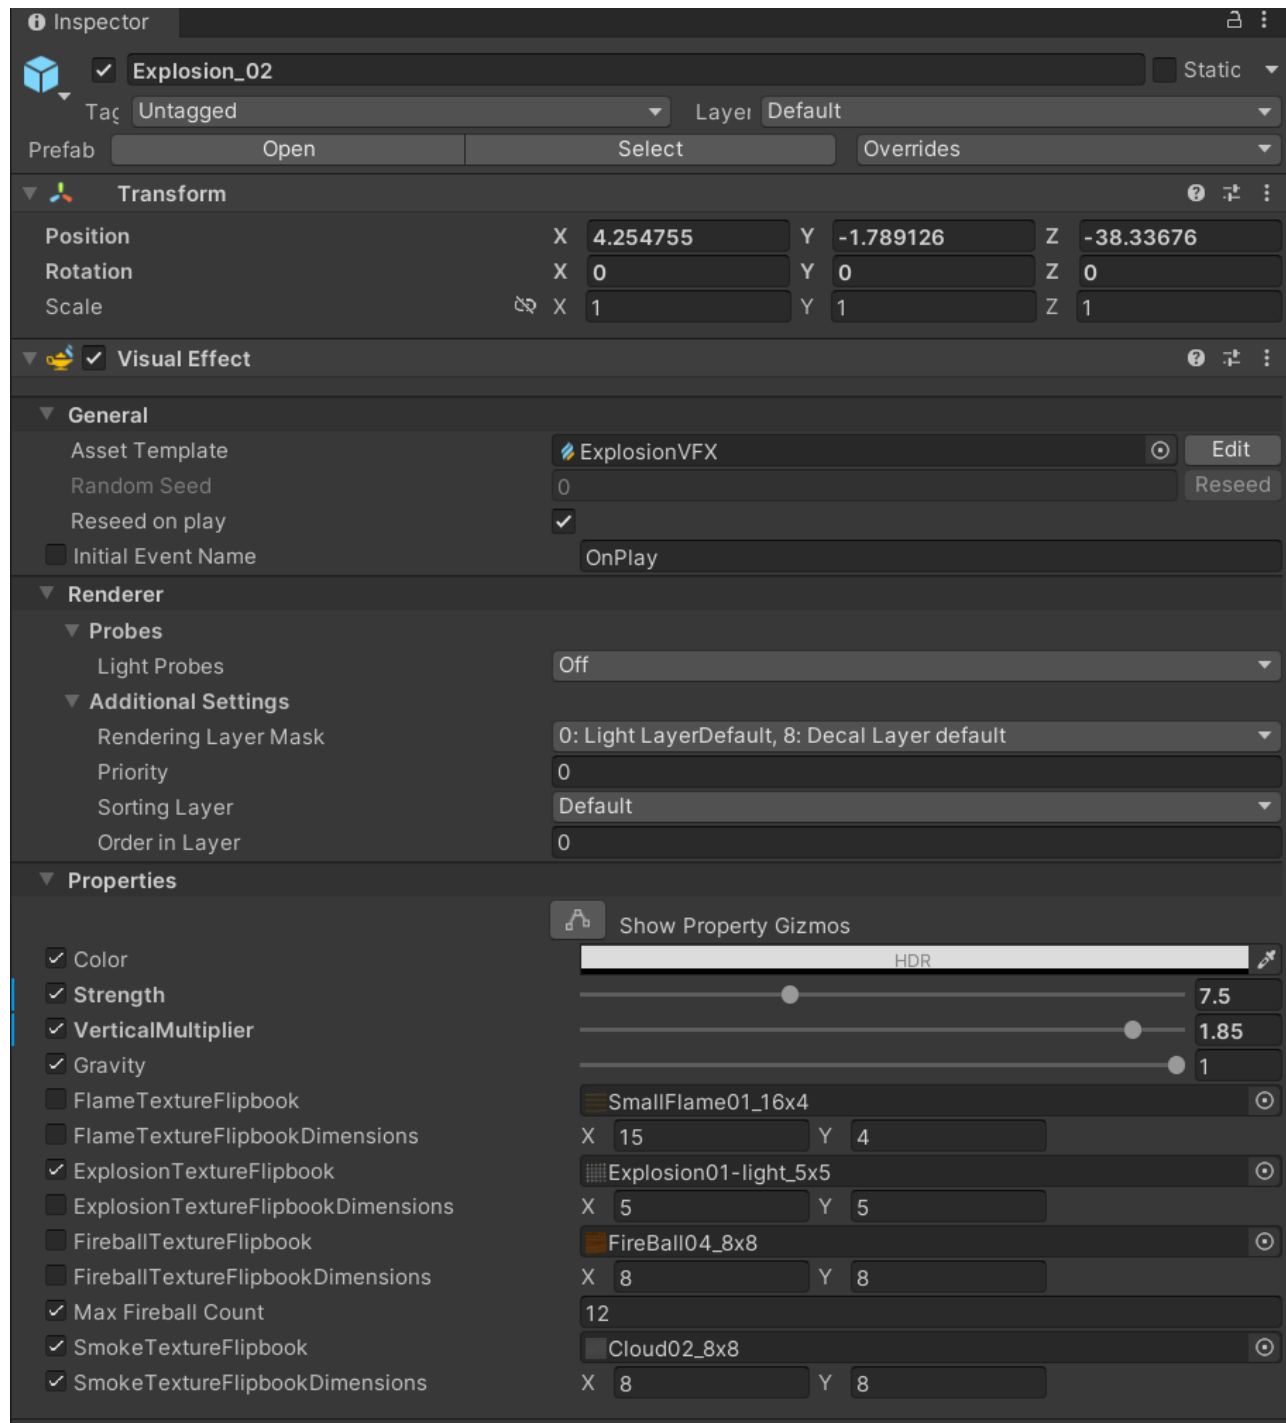 Inspector
Explosion_02 Static
Tag Untagged Layer Default
Prefab Open Select Overrides
Transform
Position X 4.254755 Y -1.789126 Z -38.33676
Rotation X 0 Y 0 Z 0
Scale X 1 Y 1 Z 1
Visual Effect
General
Asset Template ExplosionVFX Edit
Random Seed 0 Reseed
Reseed on play
Initial Event Name OnPlay
Renderer
Probes
Light Probes Off
Additional Settings
Rendering Layer Mask 0: Light LayerDefault, 8: Decal Layer default
Priority 0
Sorting Layer Default
Order in Layer 0
Properties
Show Property Gizmos
Color HDR
Strength 7.5
VerticalMultiplier 1.85
Gravity 1
FlameTextureFlipbook SmallFlame01_16x4
FlameTextureFlipbookDimensions X 15 Y 4
ExplosionTextureFlipbook Explosion01-light_5x5
ExplosionTextureFlipbookDimensions X 5 Y 5
FireballTextureFlipbook FireBall04_8x8
FireballTextureFlipbookDimensions X 8 Y 8
Max Fireball Count 12
SmokeTextureFlipbook Cloud02_8x8
SmokeTextureFlipbookDimensions X 8 Y 8